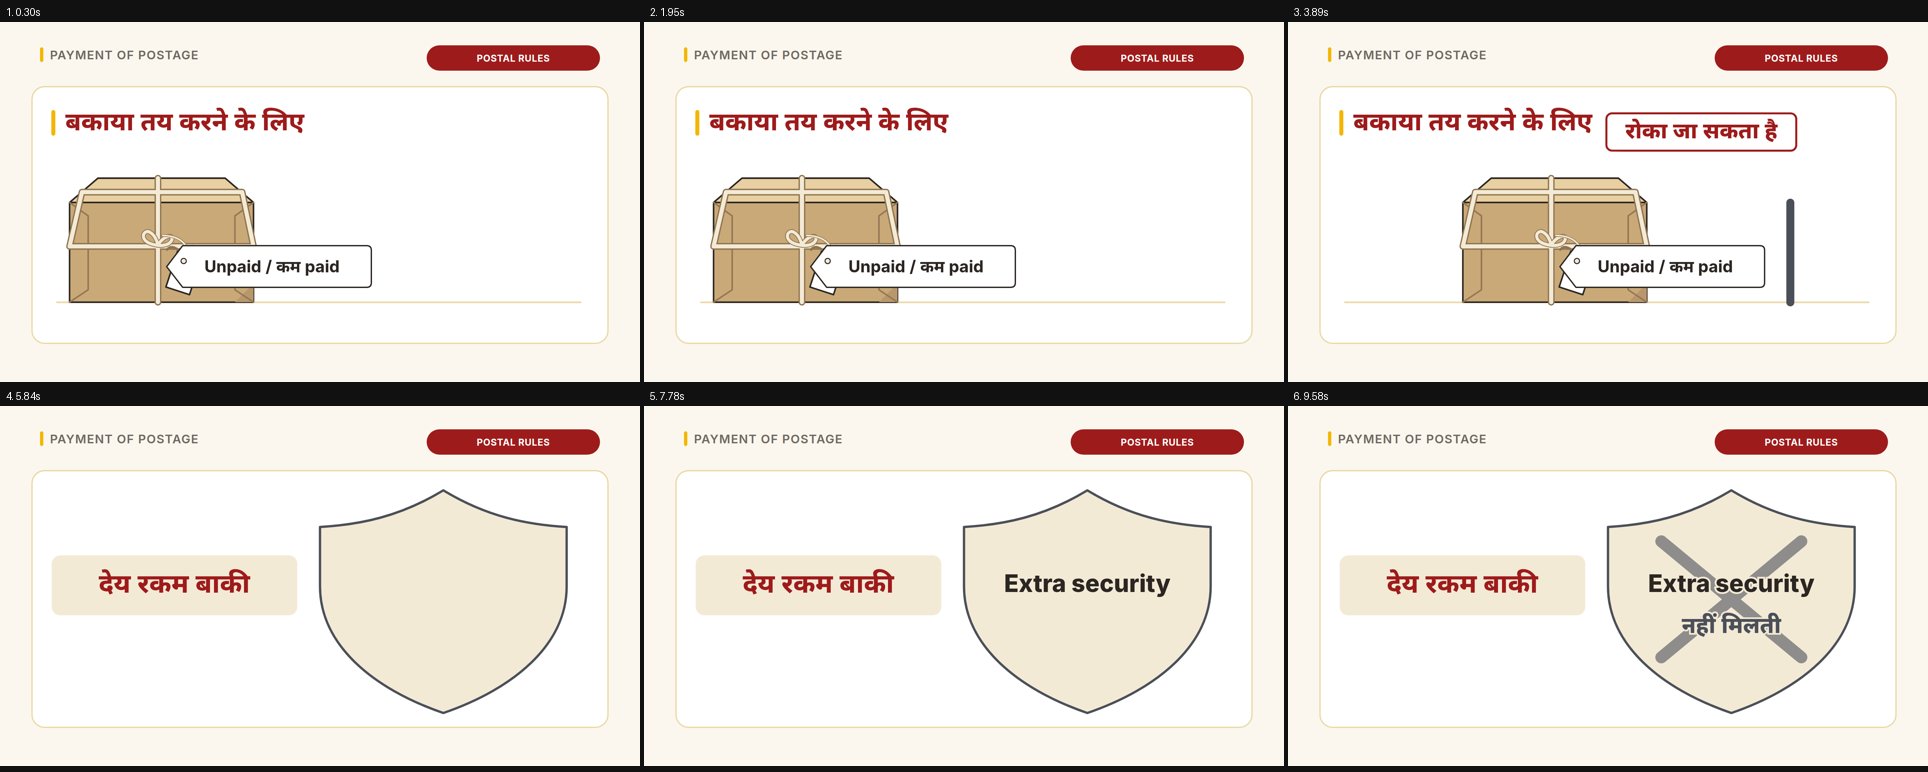 1. 0.30s
PAYMENT OF POSTAGE
POSTAL RULES
बकाया तय करने के लिए
Unpaid / कम paid
2. 1.95s
PAYMENT OF POSTAGE
POSTAL RULES
बकाया तय करने के लिए
Unpaid / कम paid
3. 3.89s
PAYMENT OF POSTAGE
POSTAL RULES
बकाया तय करने के लिए
रोका जा सकता है
Unpaid / कम paid
4. 5.84s
PAYMENT OF POSTAGE
POSTAL RULES
देय रकम बाकी
5. 7.78s
PAYMENT OF POSTAGE
POSTAL RULES
देय रकम बाकी
Extra security
6. 9.58s
PAYMENT OF POSTAGE
POSTAL RULES
देय रकम बाकी
Extra security
नहीं मिलती